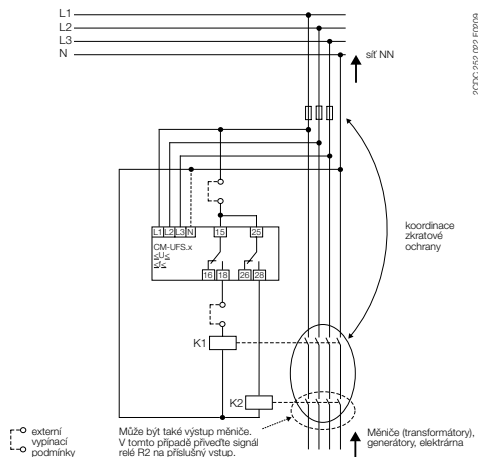 L1
L2
L3
N
síť NN
2CDC 252 022 F0209
koordinace
zkratové
ochrany
L1 L2 L3 N 15 25
CM-UFS.x
≤U≤
16 18 26 28
K1
K2
externí
vypínací
podmínky
Může být také výstup měniče.
V tomto případě přiveďte signál
relé R2 na příslušný vstup.
Měniče (transformátory),
generátory, elektrárna